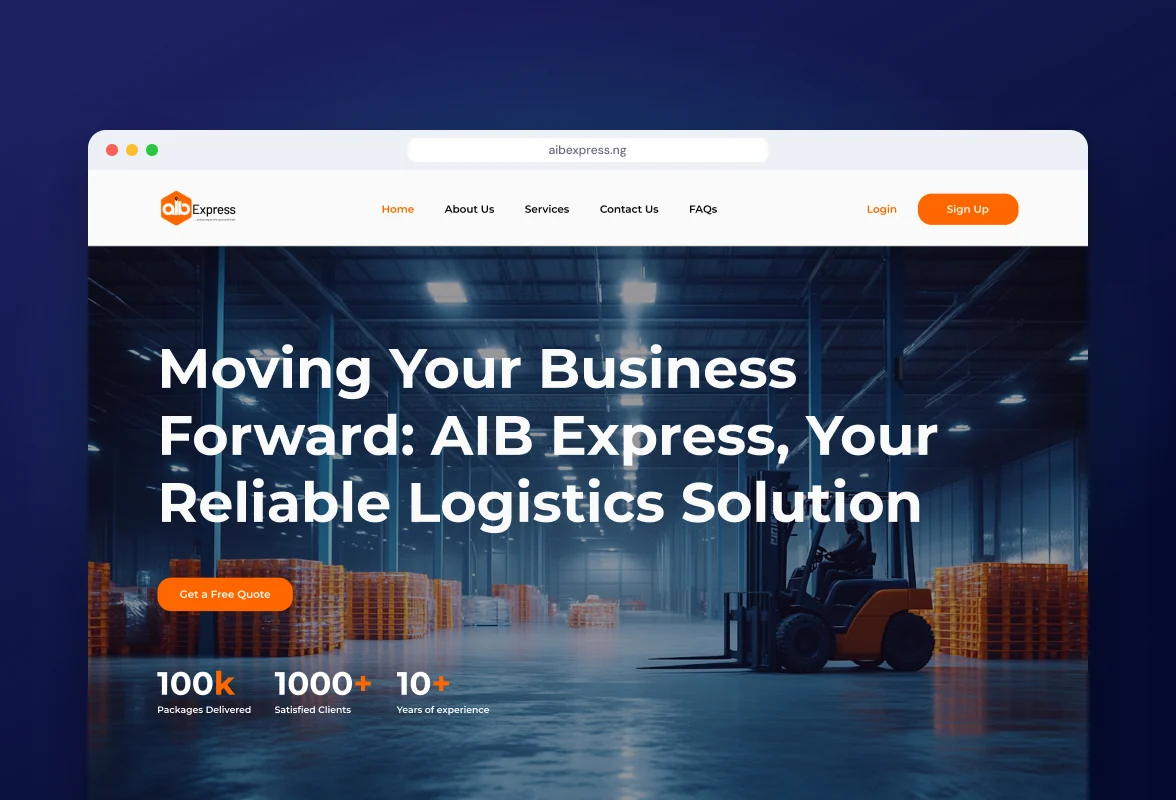 aibexpress.ng
aib Express
Home About Us Services Contact Us FAQs
Login Sign Up
Moving Your Business
Forward: AIB Express, Your
Reliable Logistics Solution
Get a Free Quote
100k 1000+ 10+
Packages Delivered Satisfied Clients Years of experience